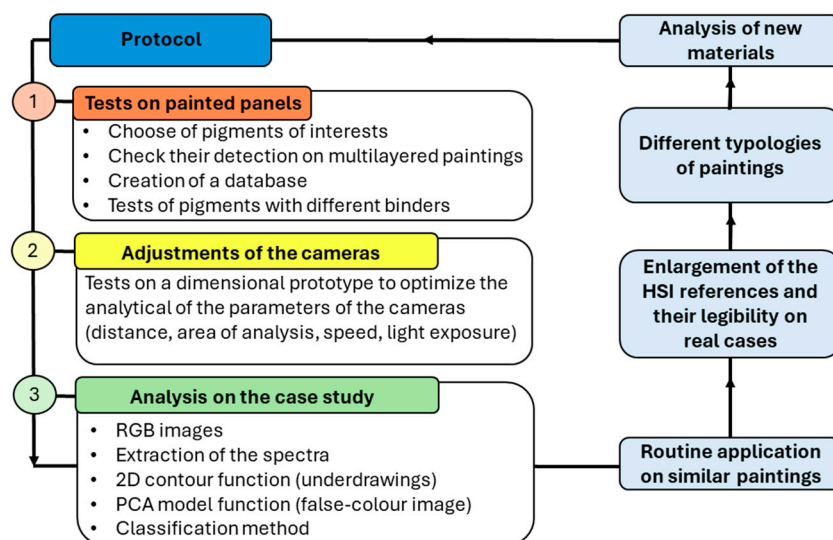 Protocol
1
Tests on painted panels
• Choose of pigments of interests
• Check their detection on multilayered paintings
• Creation of a database
• Tests of pigments with different binders
2
Adjustments of the cameras
Tests on a dimensional prototype to optimize the
analytical of the parameters of the cameras
(distance, area of analysis, speed, light exposure)
3
Analysis on the case study
• RGB images
• Extraction of the spectra
• 2D contour function (underdrawings)
• PCA model function (false-colour image)
• Classification method
Routine application
on similar paintings
Enlargement of the
HSI references and
their legibility on
real cases
Different typologies
of paintings
Analysis of new
materials